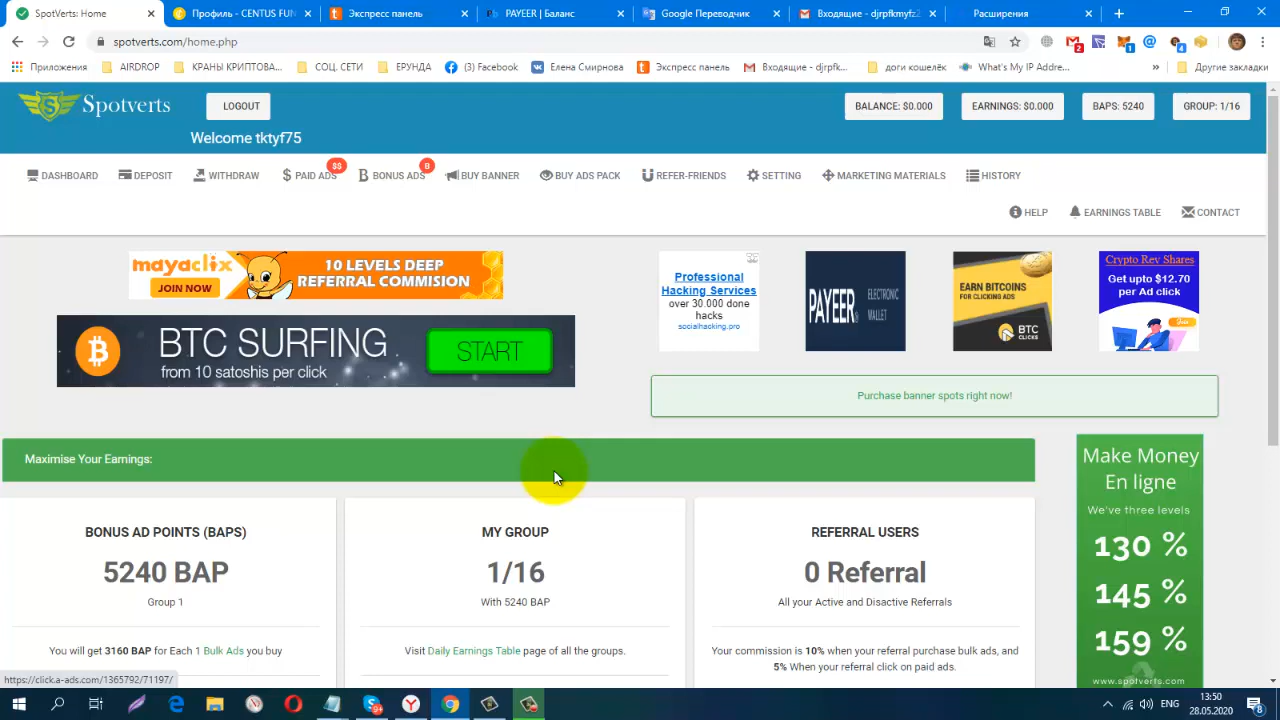 SpotVerts: Home
Профиль - CENTUS FUN
Экспресс панель
PAYEER | Баланс
Google Переводчик
Входящие - djrpfkmyfz2
Расширения
spotverts.com/home.php
2
1
4
Приложения
AIRDROP
КРАНЫ КРИПТОВА...
СОЦ. СЕТИ
ЕРУНДА
(3) Facebook
Елена Смирнова
Экспресс панель
Входящие - djrpfk...
доги кошелёк
What's My IP Addre...
»
Другие закладки
Spotverts
LOGOUT
BALANCE: $0.000
EARNINGS: $0.000
BAPS: 5240
GROUP: 1/16
Welcome tktyf75
DASHBOARD
DEPOSIT
WITHDRAW
PAID ADS
$$
BONUS ADS
B
BUY BANNER
BUY ADS PACK
REFER-FRIENDS
SETTING
MARKETING MATERIALS
HISTORY
HELP
EARNINGS TABLE
CONTACT
mayaclix
JOIN NOW
10 LEVELS DEEP
REFERRAL COMMISION
Professional
Hacking Services
over 30.000 done
hacks
socialhacking.pro
PAYEER
ELECTRONIC
WALLET
EARN BITCOINS
FOR CLICKING ADS
BTC
CLICKS
Crypto Rev Shares
Get upto $12.70
per Ad click
Join
BTC SURFING
from 10 satoshis per click
START
Purchase banner spots right now!
Maximise Your Earnings:
BONUS AD POINTS (BAPS)
5240 BAP
Group 1
You will get 3160 BAP for Each 1 Bulk Ads you buy
MY GROUP
1/16
With 5240 BAP
Visit Daily Earnings Table page of all the groups.
REFERRAL USERS
0 Referral
All your Active and Disactive Referrals
Your commission is 10% when your referral purchase bulk ads, and
5% When your referral click on paid ads.
Make Money
En ligne
We've three levels
130 %
145 %
159 %
www.spotverts.com
https://click.a-ads.com/1365792/71197/
13:50
28.05.2020
8